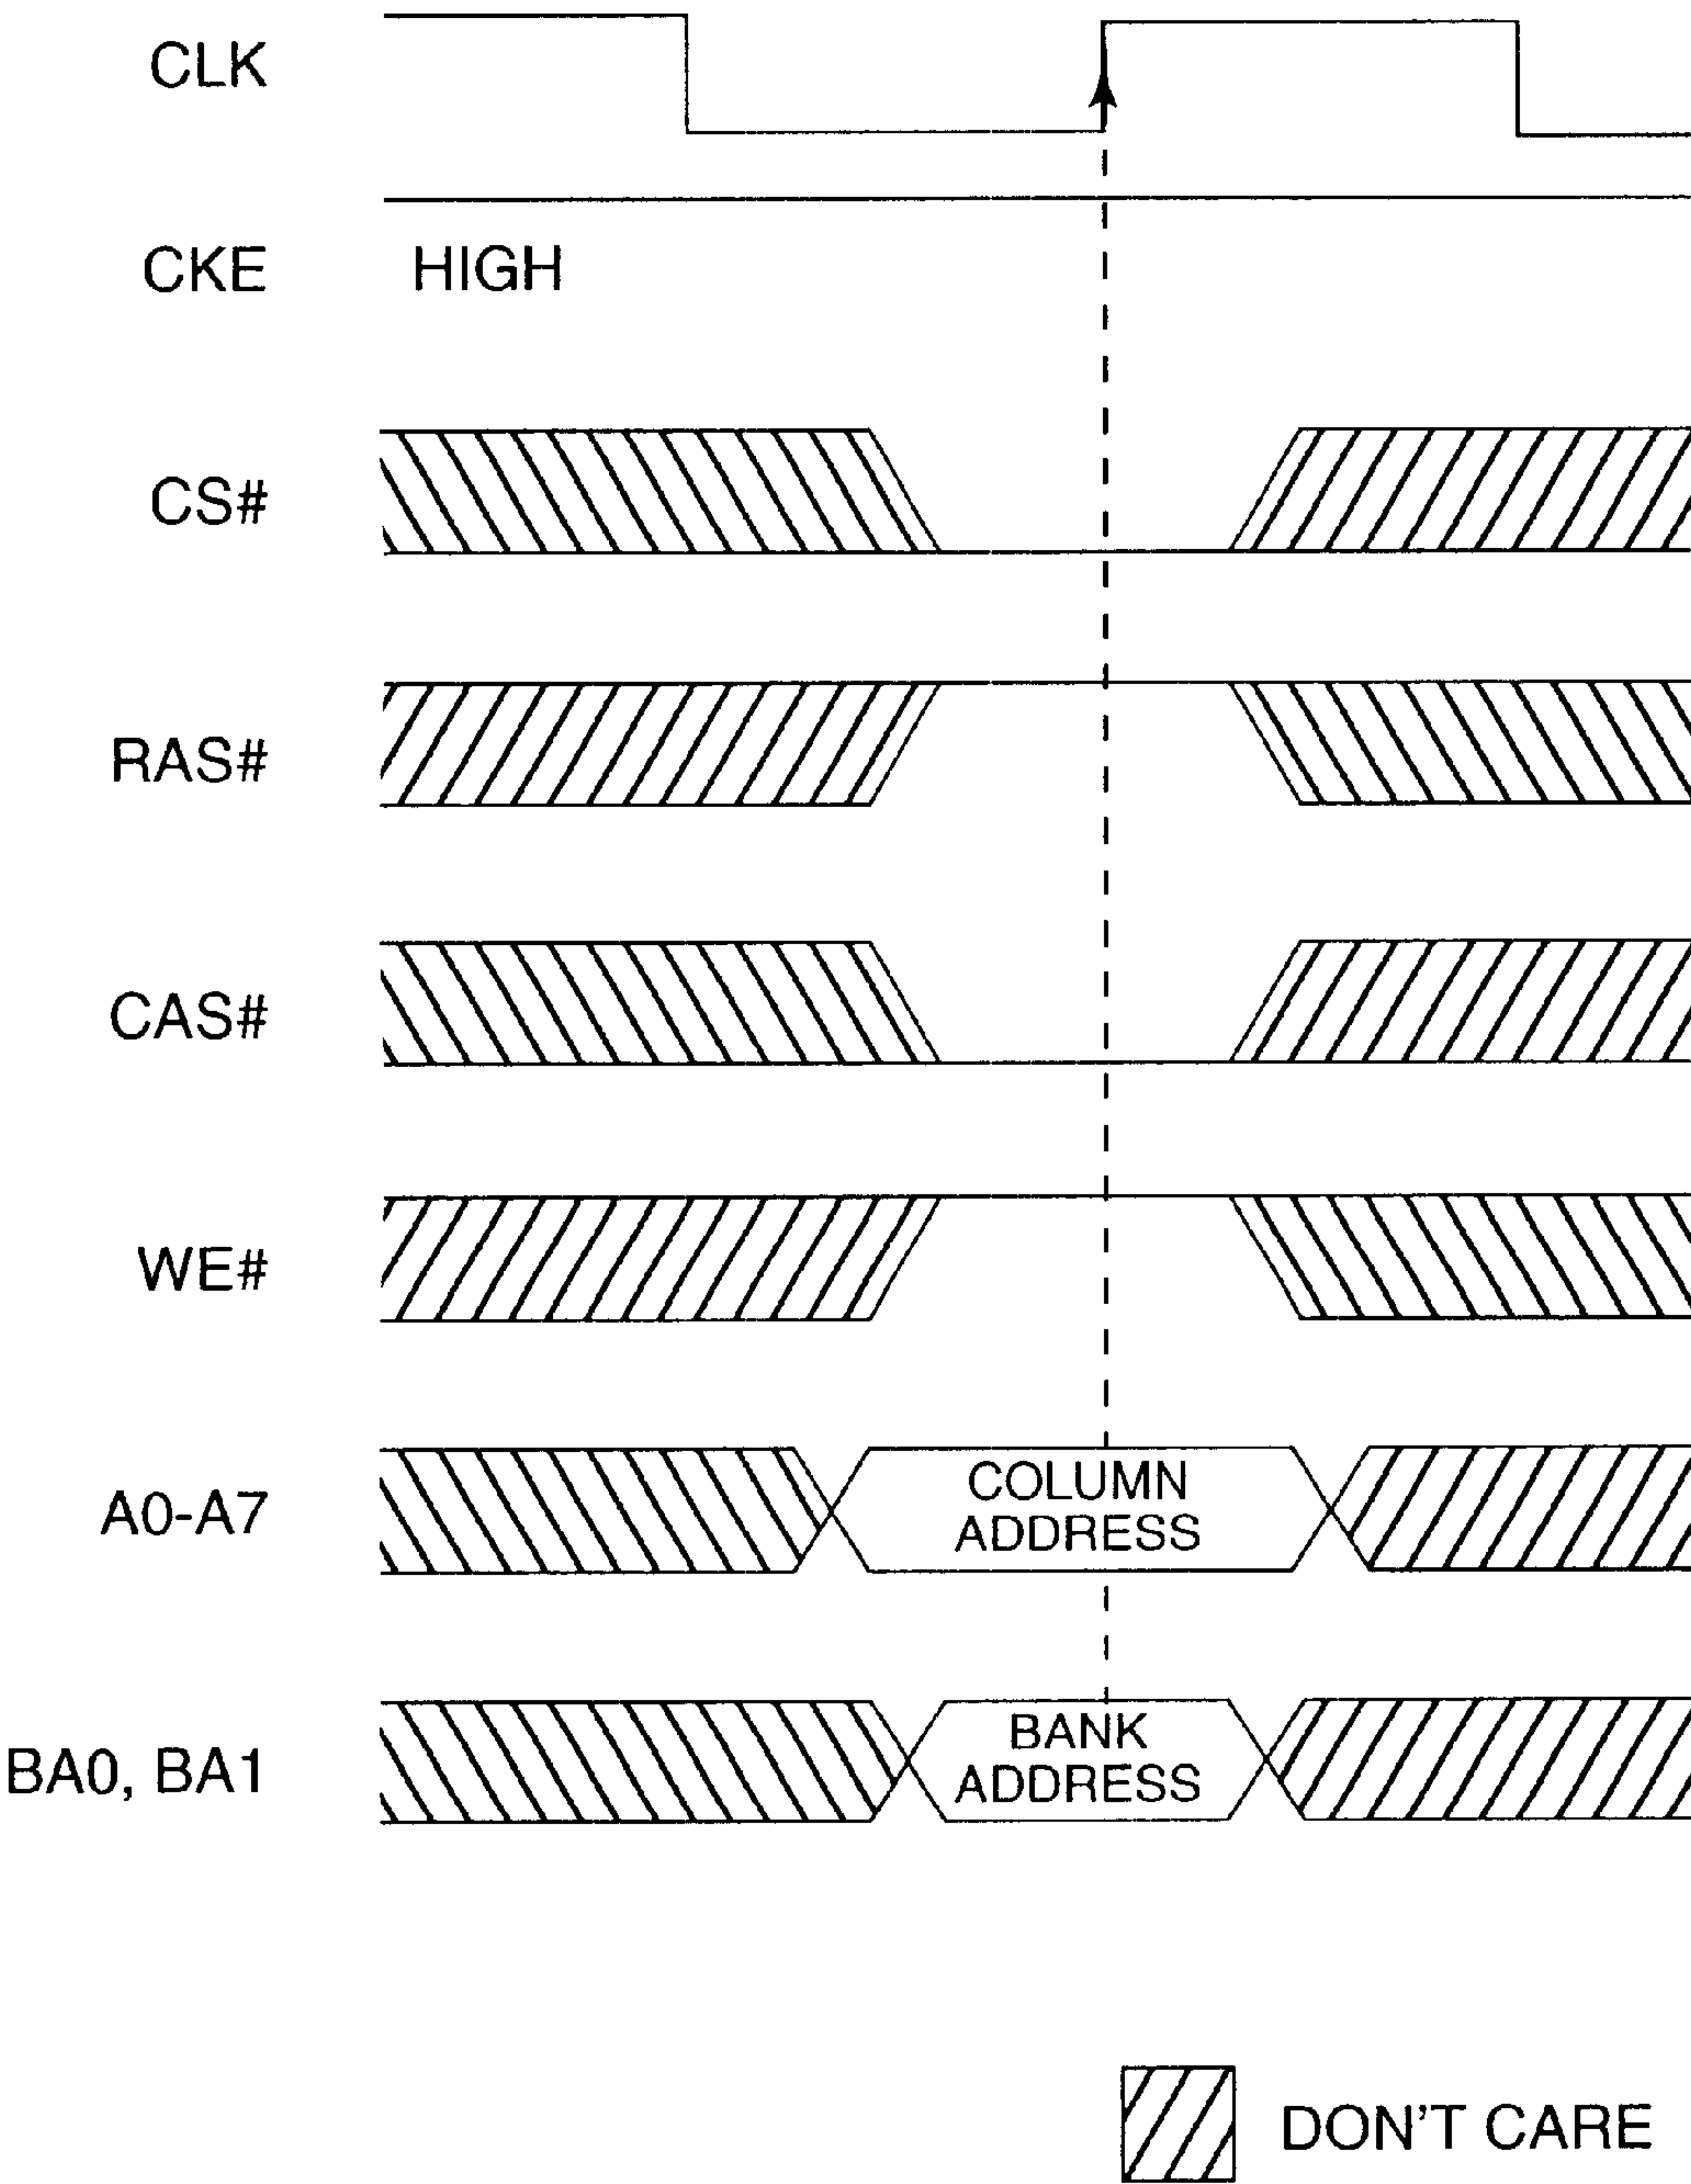 CLK
CKE HIGH
CS#
RAS#
CAS#
WE#
A0-A7 COLUMN
ADDRESS
BA0, BA1 BANK
ADDRESS
DON'T CARE